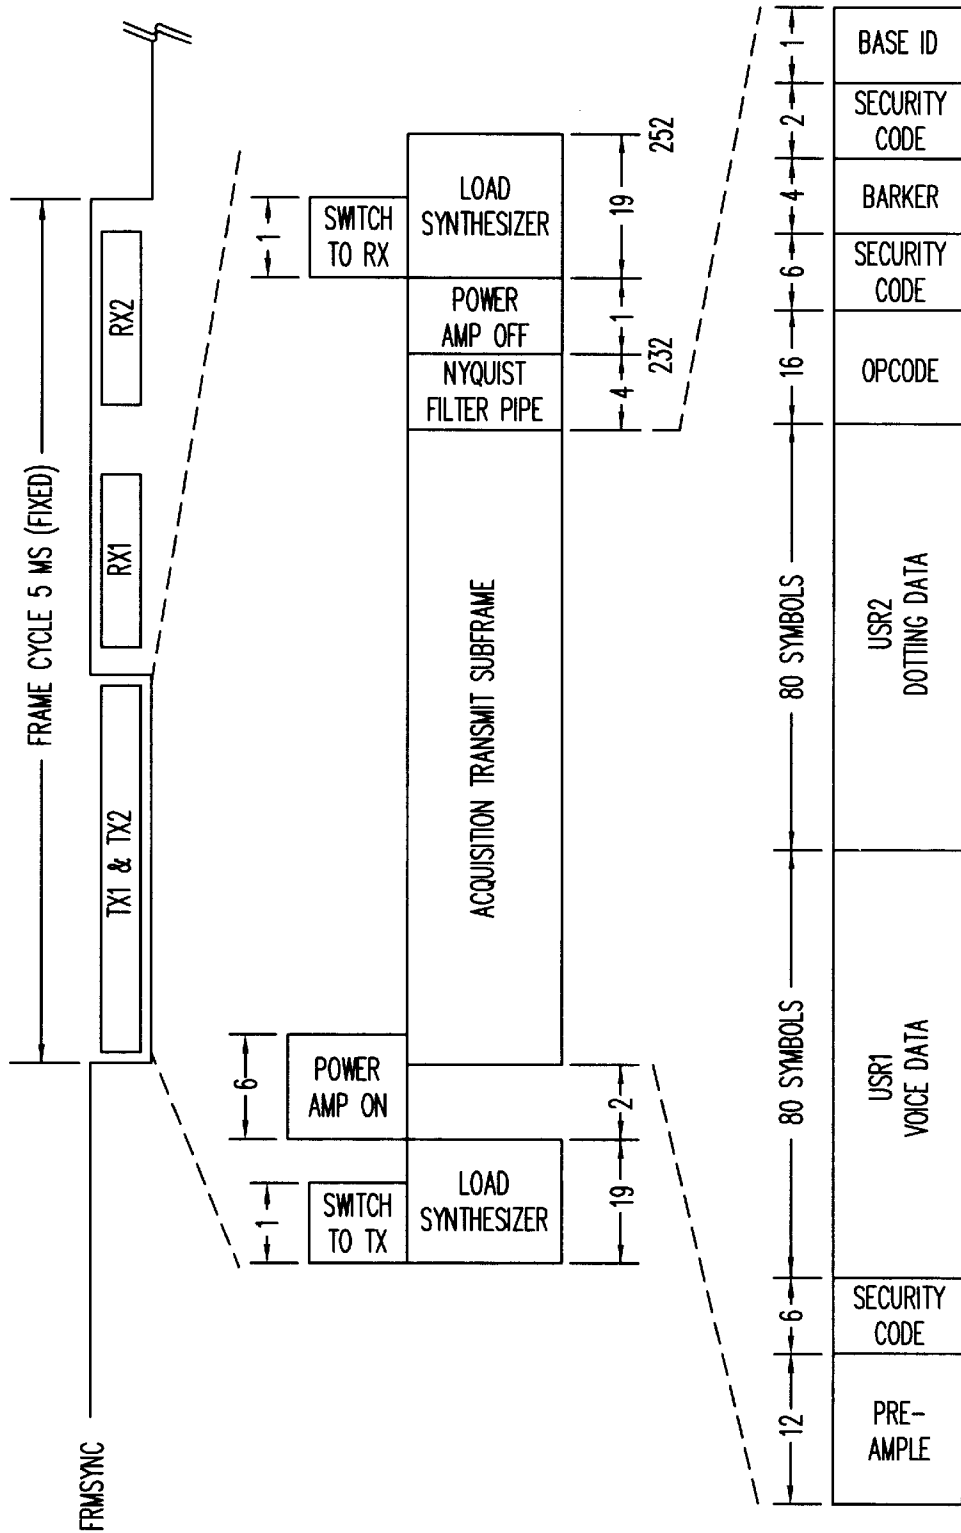 FRAME CYCLE 5 MS (FIXED)
FRMSYNC
TX1 & TX2
RX1
RX2
1
6
1
SWITCH
TO TX
POWER
AMP ON
SWITCH
TO RX
LOAD
SYNTHESIZER
ACQUISITION TRANSMIT SUBFRAME
NYQUIST
FILTER PIPE
POWER
AMP OFF
LOAD
SYNTHESIZER
19
2
4
1
19
232
252
12
6
80 SYMBOLS
80 SYMBOLS
16
6
4
2
1
PRE-
AMPLE
SECURITY
CODE
USR1
VOICE DATA
USR2
DOTTING DATA
OPCODE
SECURITY
CODE
BARKER
SECURITY
CODE
BASE ID